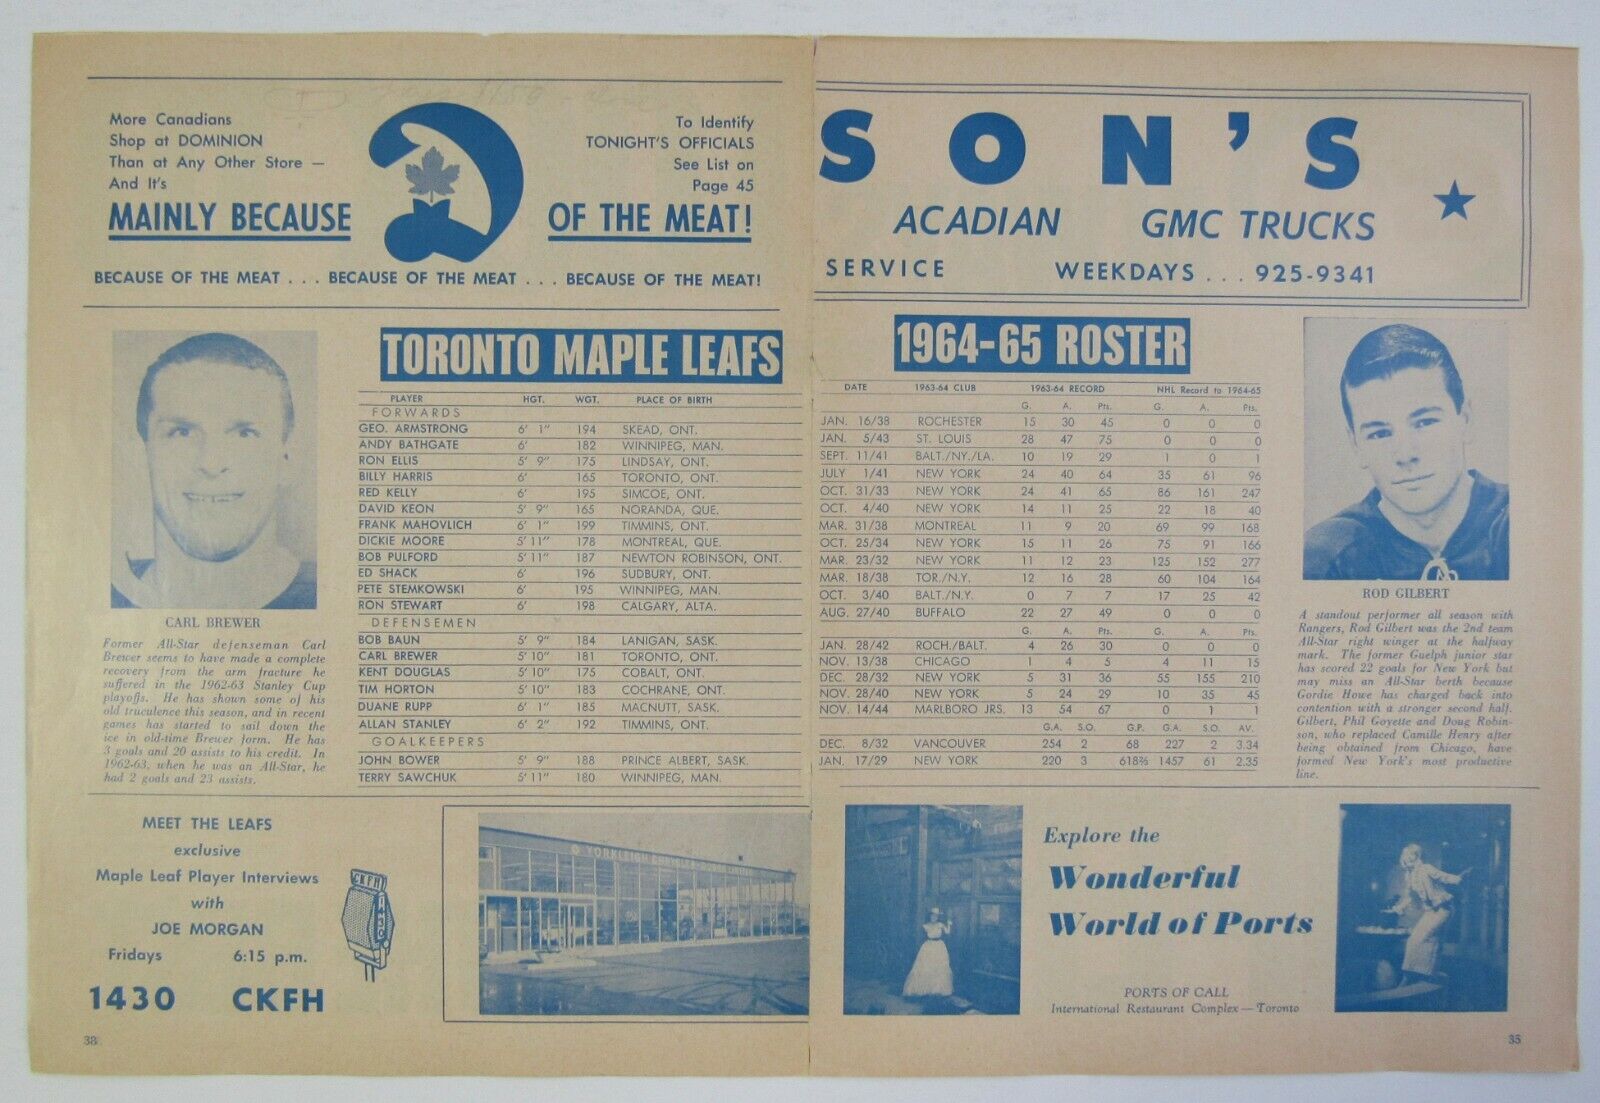 More Canadians
Shop at DOMINION
Than at Any Other Store —
And It's
MAINLY BECAUSE
To Identify
TONIGHT'S OFFICIALS
See List on
Page 45
OF THE MEAT!
BECAUSE OF THE MEAT . . . BECAUSE OF THE MEAT . . . BECAUSE OF THE MEAT!
CARL BREWER
Former All-Star defenseman Carl
Brewer seems to have made a complete
recovery from the arm fracture he
suffered in the 1962-63 Stanley Cup
playoffs. He has shown some of his
old truculence this season, and in recent
games has started to sail down the
ice in old-time Brewer form. He has
3 goals and 20 assists to his credit. In
1962-63, when he was an All-Star, he
had 2 goals and 23 assists.
TORONTO MAPLE LEAFS
PLAYER HGT. WGT. PLACE OF BIRTH
FORWARDS
GEO. ARMSTRONG 6' 1" 194 SKEAD, ONT.
ANDY BATHGATE 6' 182 WINNIPEG, MAN.
RON ELLIS 5' 9" 175 LINDSAY, ONT.
BILLY HARRIS 6' 165 TORONTO, ONT.
RED KELLY 6' 195 SIMCOE, ONT.
DAVID KEON 5' 9" 165 NORANDA, QUE.
FRANK MAHOVLICH 6' 1" 199 TIMMINS, ONT.
DICKIE MOORE 5' 11" 178 MONTREAL, QUE.
BOB PULFORD 5' 11" 187 NEWTON ROBINSON, ONT.
ED SHACK 6' 196 SUDBURY, ONT.
PETE STEMKOWSKI 6' 195 WINNIPEG, MAN.
RON STEWART 6' 198 CALGARY, ALTA.
DEFENSEMEN
BOB BAUN 5' 9" 184 LANIGAN, SASK.
CARL BREWER 5' 10" 181 TORONTO, ONT.
KENT DOUGLAS 5' 10" 175 COBALT, ONT.
TIM HORTON 5' 10" 183 COCHRANE, ONT.
DUANE RUPP 6' 1" 185 MACNUTT, SASK.
ALLAN STANLEY 6' 2" 192 TIMMINS, ONT.
GOALKEEPERS
JOHN BOWER 5' 9" 188 PRINCE ALBERT, SASK.
TERRY SAWCHUK 5' 11" 180 WINNIPEG, MAN.
MEET THE LEAFS
exclusive
Maple Leaf Player Interviews
with
JOE MORGAN
Fridays 6:15 p.m.
1430 CKFH
CKFH
YORKLEIGH CHRYSLER
38
SON'S
ACADIAN GMC TRUCKS
SERVICE WEEKDAYS . . . 925-9341
1964-65 ROSTER
DATE 1963-64 CLUB 1963-64 RECORD NHL Record to 1964-65
G. A. Pts. G. A. Pts.
JAN. 16/38 ROCHESTER 15 30 45 0 0 0
JAN. 5/43 ST. LOUIS 28 47 75 0 0 0
SEPT. 11/41 BALT./NY./LA. 10 19 29 1 0 1
JULY 1/41 NEW YORK 24 40 64 35 61 96
OCT. 31/33 NEW YORK 24 41 65 86 161 247
OCT. 4/40 NEW YORK 14 11 25 22 18 40
MAR. 31/38 MONTREAL 11 9 20 69 99 168
OCT. 25/34 NEW YORK 15 11 26 75 91 166
MAR. 23/32 NEW YORK 11 12 23 125 152 277
MAR. 18/38 TOR./N.Y. 12 16 28 60 104 164
OCT. 3/40 BALT./N.Y. 0 7 7 17 25 42
AUG. 27/40 BUFFALO 22 27 49 0 0 0
G. A. Pts. G. A. Pts.
JAN. 28/42 ROCH./BALT. 4 26 30 0 0 0
NOV. 13/38 CHICAGO 1 4 5 4 11 15
DEC. 28/32 NEW YORK 5 31 36 55 155 210
NOV. 28/40 NEW YORK 5 24 29 10 35 45
NOV. 14/44 MARLBORO JRS. 13 54 67 0 1 1
G.A. S.O. G.P. G.A. S.O. AV.
DEC. 8/32 VANCOUVER 254 2 68 227 2 3.34
JAN. 17/29 NEW YORK 220 3 618⅔ 1457 61 2.35
ROD GILBERT
A standout performer all season with
Rangers, Rod Gilbert was the 2nd team
All-Star right winger at the halfway
mark. The former Guelph junior star
has scored 22 goals for New York but
may miss an All-Star berth because
Gordie Howe has charged back into
contention with a stronger second half.
Gilbert, Phil Goyette and Doug Robin-
son, who replaced Camille Henry after
being obtained from Chicago, have
formed New York's most productive
line.
Explore the
Wonderful
World of Ports
PORTS OF CALL
International Restaurant Complex — Toronto
35